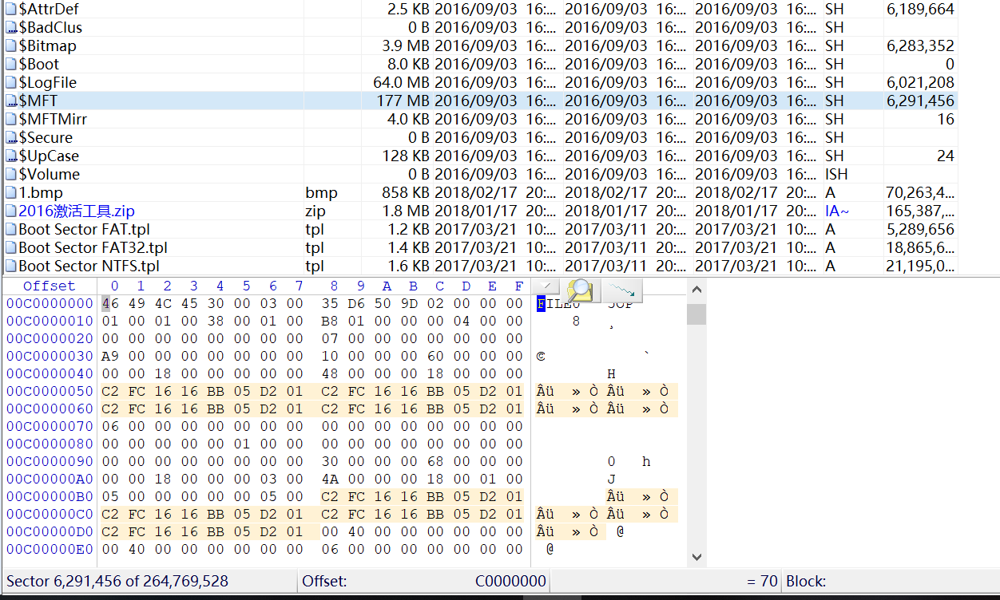 $AttrDef 2.5 KB 2016/09/03 16:... 2016/09/03 16:... 2016/09/03 16:... SH 6,189,664
$BadClus 0 B 2016/09/03 16:... 2016/09/03 16:... 2016/09/03 16:... SH
$Bitmap 3.9 MB 2016/09/03 16:... 2016/09/03 16:... 2016/09/03 16:... SH 6,283,352
$Boot 8.0 KB 2016/09/03 16:... 2016/09/03 16:... 2016/09/03 16:... SH 0
$LogFile 64.0 MB 2016/09/03 16:... 2016/09/03 16:... 2016/09/03 16:... SH 6,021,208
$MFT 177 MB 2016/09/03 16:... 2016/09/03 16:... 2016/09/03 16:... SH 6,291,456
$MFTMirr 4.0 KB 2016/09/03 16:... 2016/09/03 16:... 2016/09/03 16:... SH 16
$Secure 0 B 2016/09/03 16:... 2016/09/03 16:... 2016/09/03 16:... SH
$UpCase 128 KB 2016/09/03 16:... 2016/09/03 16:... 2016/09/03 16:... SH 24
$Volume 0 B 2016/09/03 16:... 2016/09/03 16:... 2016/09/03 16:... ISH
1.bmp bmp 858 KB 2018/02/17 20:... 2018/02/17 20:... 2018/02/17 20:... A 70,263,4...
2016激活工具.zip zip 1.8 MB 2018/01/17 20:... 2018/01/17 20:... 2018/01/17 20:... IA~ 165,387,...
Boot Sector FAT.tpl tpl 1.2 KB 2017/03/21 10:... 2017/03/11 20:... 2017/03/21 10:... A 5,289,656
Boot Sector FAT32.tpl tpl 1.4 KB 2017/03/21 10:... 2017/03/11 20:... 2017/03/21 10:... A 18,865,6...
Boot Sector NTFS.tpl tpl 1.6 KB 2017/03/21 10:... 2017/03/11 20:... 2017/03/21 10:... A 21,195,0...
Offset 0 1 2 3 4 5 6 7 8 9 A B C D E F
00C0000000 46 49 4C 45 30 00 03 00 35 D6 50 9D 02 00 00 00 FILE0 5ÖP
00C0000010 01 00 01 00 38 00 01 00 B8 01 00 00 00 04 00 00 8 ¸
00C0000020 00 00 00 00 00 00 00 00 07 00 00 00 00 00 00 00
00C0000030 A9 00 00 00 00 00 00 00 10 00 00 00 60 00 00 00 © `
00C0000040 00 00 18 00 00 00 00 00 48 00 00 00 18 00 00 00 H
00C0000050 C2 FC 16 16 BB 05 D2 01 C2 FC 16 16 BB 05 D2 01 Âü » Ò Âü » Ò
00C0000060 C2 FC 16 16 BB 05 D2 01 C2 FC 16 16 BB 05 D2 01 Âü » Ò Âü » Ò
00C0000070 06 00 00 00 00 00 00 00 00 00 00 00 00 00 00 00
00C0000080 00 00 00 00 00 01 00 00 00 00 00 00 00 00 00 00
00C0000090 00 00 00 00 00 00 00 00 30 00 00 00 68 00 00 00 0 h
00C00000A0 00 00 18 00 00 00 03 00 4A 00 00 00 18 00 01 00 J
00C00000B0 05 00 00 00 00 00 05 00 C2 FC 16 16 BB 05 D2 01 Âü » Ò
00C00000C0 C2 FC 16 16 BB 05 D2 01 C2 FC 16 16 BB 05 D2 01 Âü » Ò Âü » Ò
00C00000D0 C2 FC 16 16 BB 05 D2 01 00 40 00 00 00 00 00 00 Âü » Ò @
00C00000E0 00 40 00 00 00 00 00 00 06 00 00 00 00 00 00 00 @
Sector 6,291,456 of 264,769,528 Offset: C0000000 = 70 Block: